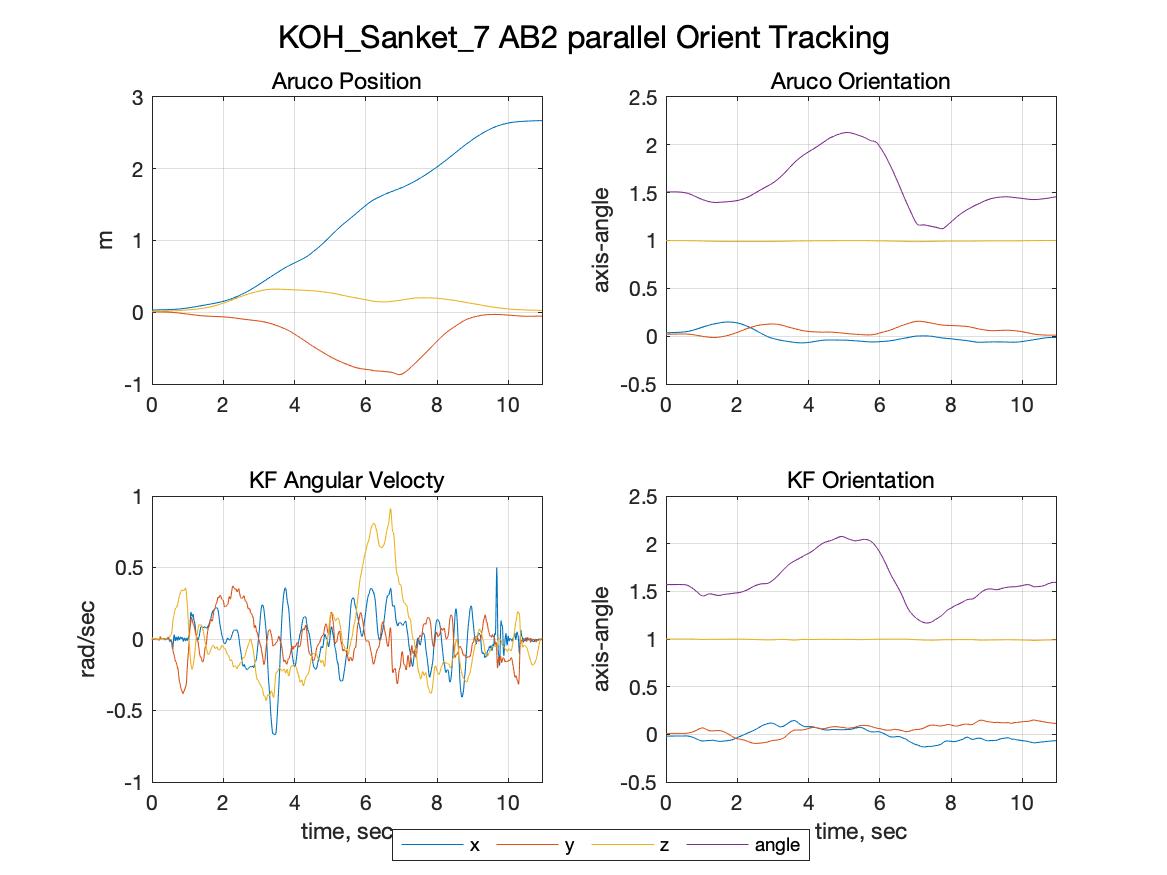 KOH_Sanket_7 AB2 parallel Orient Tracking
Aruco Position
3
2
1
0
-1
m
0 2 4 6 8 10
Aruco Orientation
2.5
2
1.5
1
0.5
0
-0.5
axis-angle
0 2 4 6 8 10
KF Angular Velocty
1
0.5
0
-0.5
-1
rad/sec
0 2 4 6 8 10
time, sec
KF Orientation
2.5
2
1.5
1
0.5
0
-0.5
axis-angle
0 2 4 6 8 10
time, sec
x y z angle